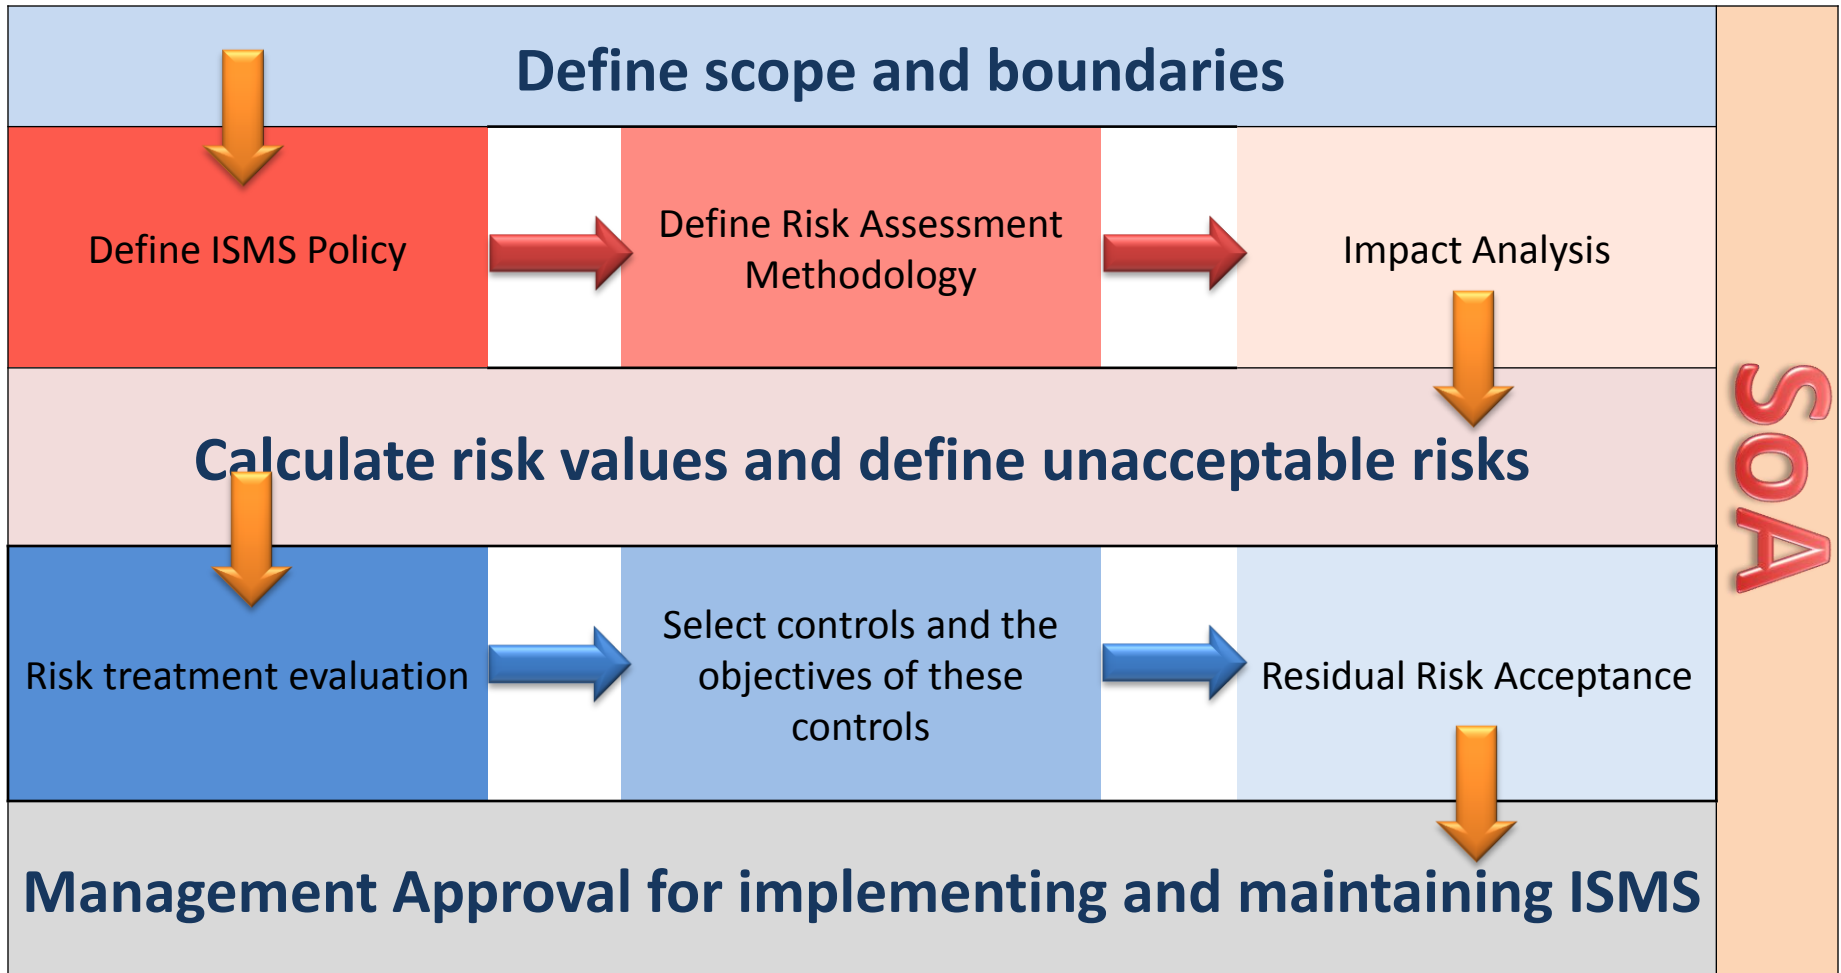 Define scope and boundaries
Define ISMS Policy
Define Risk Assessment
Methodology
Impact Analysis
Calculate risk values and define unacceptable risks
Risk treatment evaluation
Select controls and the
objectives of these
controls
Residual Risk Acceptance
Management Approval for implementing and maintaining ISMS
SoA